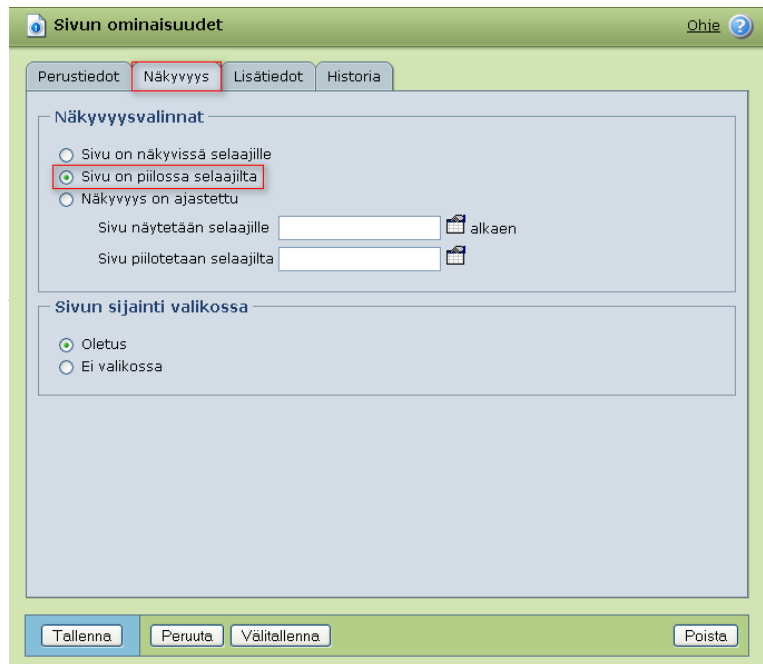 Sivun ominaisuudet
Ohje
Perustiedot Näkyvyys Lisätiedot Historia
Näkyvyysvalinnat
Sivu on näkyvissä selaajille
Sivu on piilossa selaajilta
Näkyvyys on ajastettu
Sivu näytetään selaajille alkaen
Sivu piilotetaan selaajilta
Sivun sijainti valikossa
Oletus
Ei valikossa
Tallenna Peruuta Välitallenna Poista